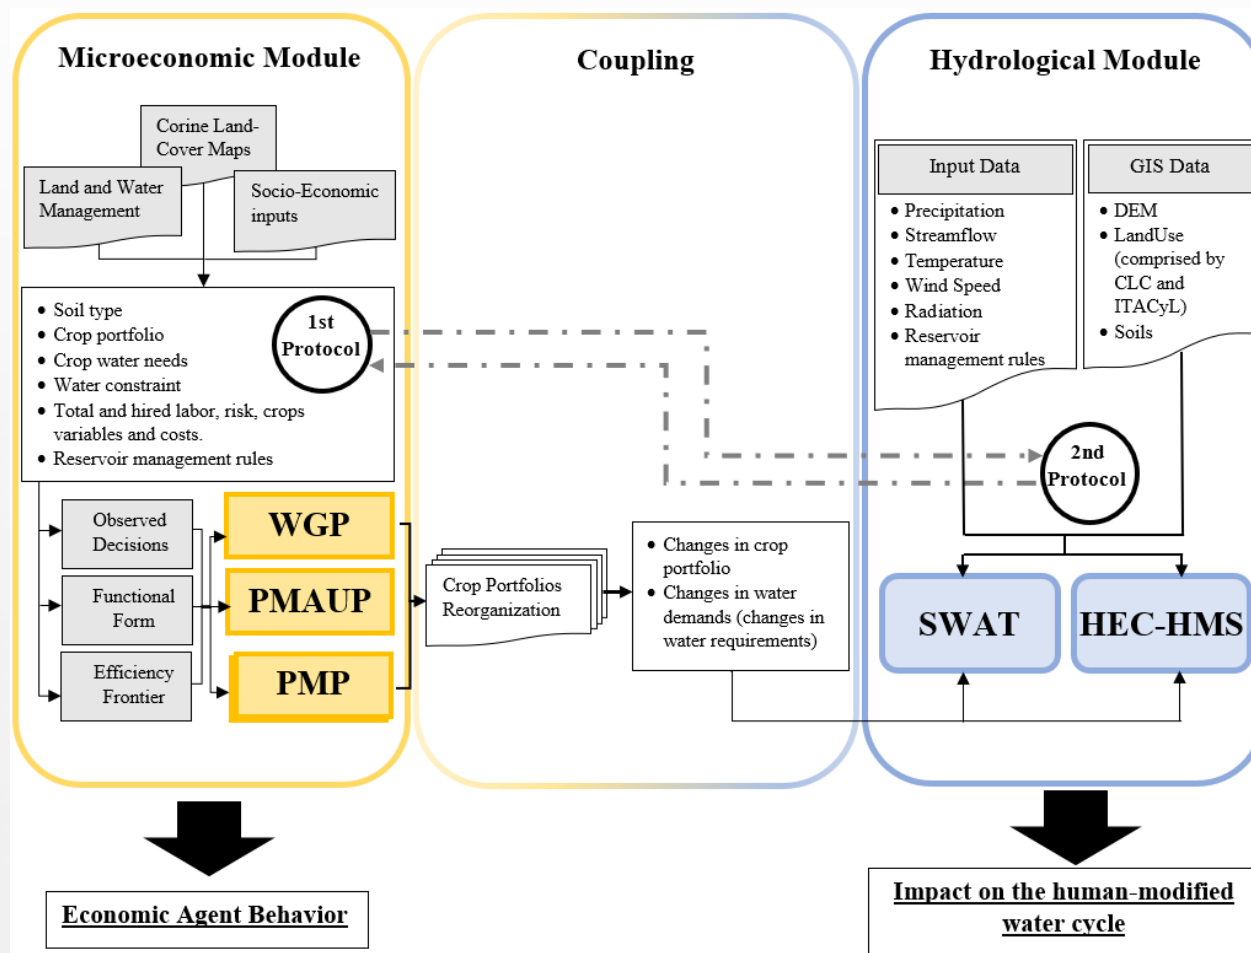 Microeconomic Module
Corine Land-
Cover Maps
Land and Water
Management
Socio-Economic
inputs
• Soil type
• Crop portfolio
• Crop water needs
• Water constraint
• Total and hired labor, risk, crops
variables and costs.
• Reservoir management rules
1st
Protocol
Observed
Decisions
Functional
Form
Efficiency
Frontier
WGP
PMAUP
PMP
Economic Agent Behavior
Coupling
Crop Portfolios
Reorganization
• Changes in crop
portfolio
• Changes in water
demands (changes in
water requirements)
Hydrological Module
Input Data
• Precipitation
• Streamflow
• Temperature
• Wind Speed
• Radiation
• Reservoir
management rules
GIS Data
• DEM
• LandUse
(comprised by
CLC and
ITACyL)
• Soils
2nd
Protocol
SWAT
HEC-HMS
Impact on the human-modified
water cycle